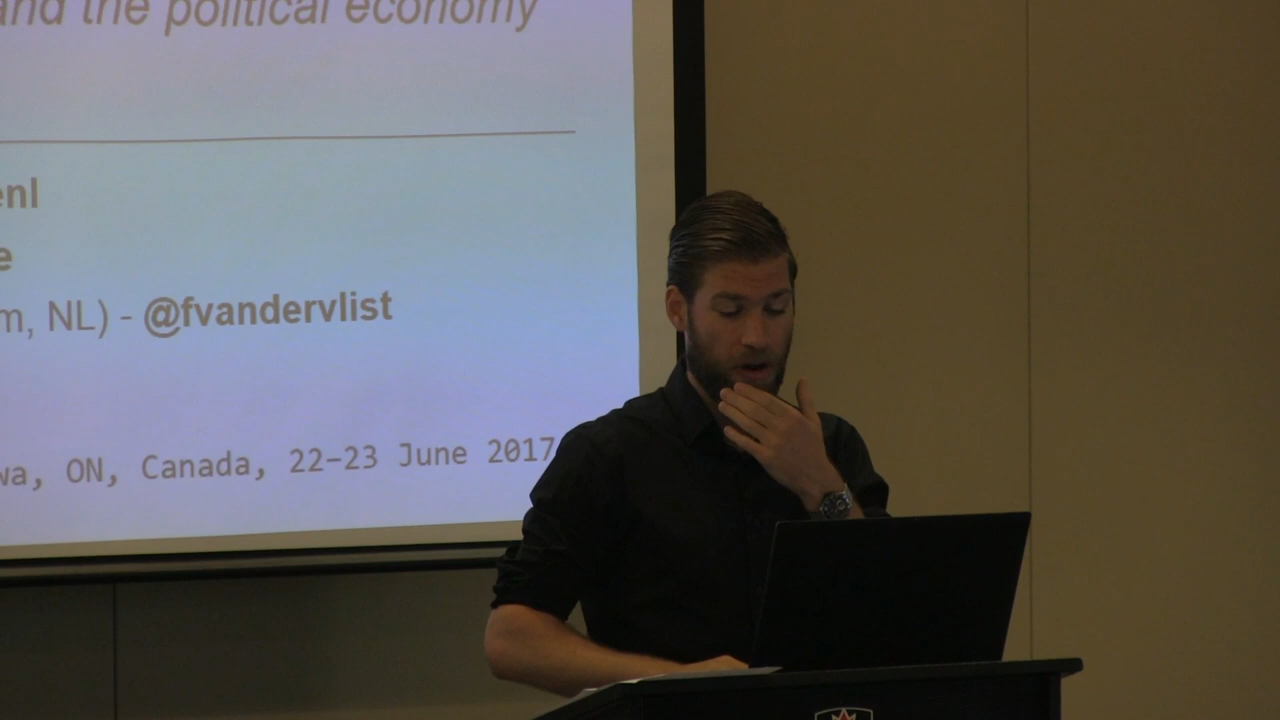 and the political economy
enl
e
m, NL) - @fvandervlist
wa, ON, Canada, 22–23 June 2017